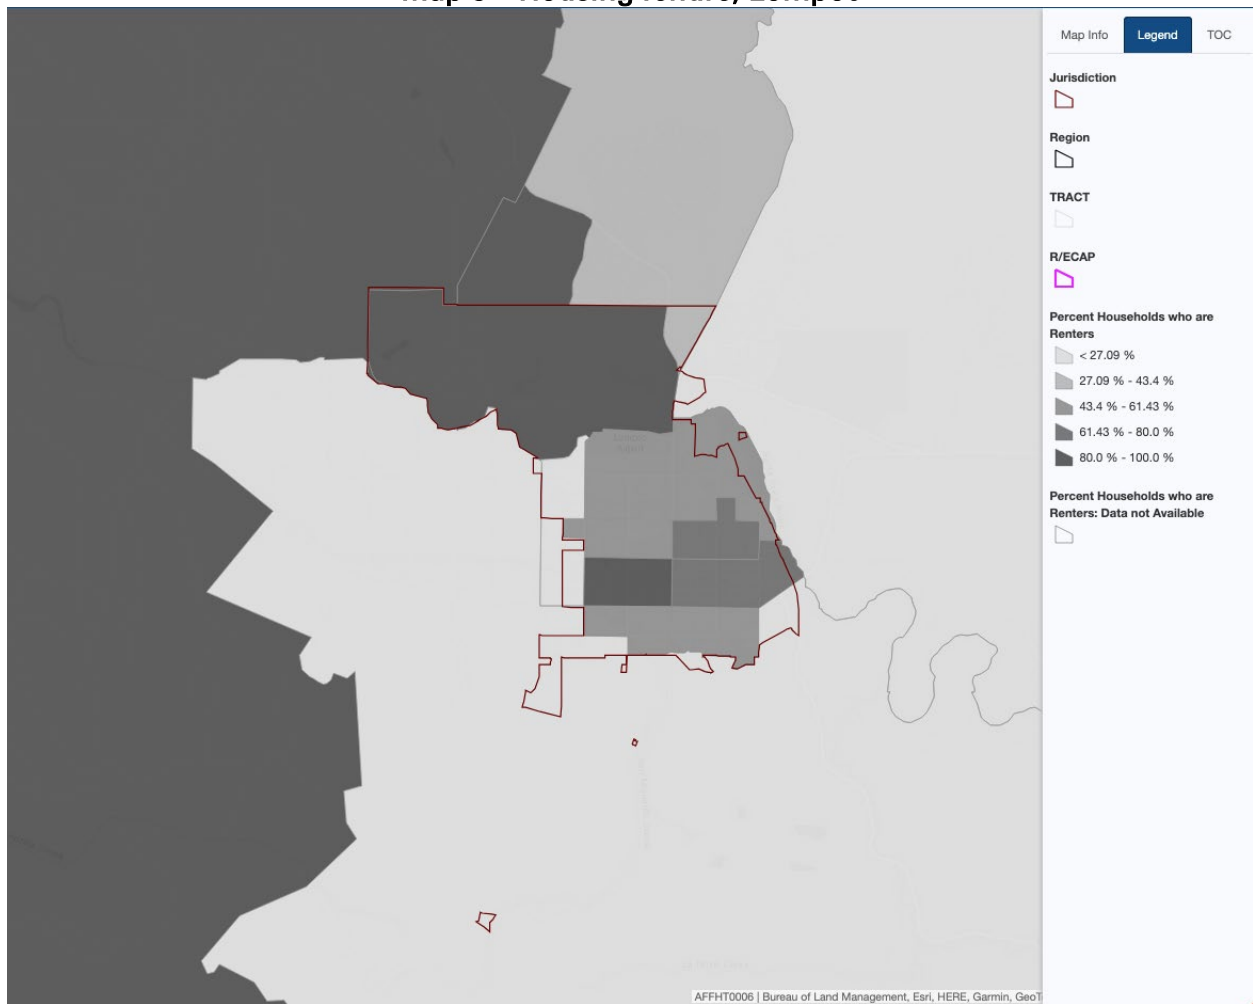 Map Info Legend TOC
Jurisdiction
Region
TRACT
R/ECAP
Percent Households who are
Renters
< 27.09 %
27.09 % - 43.4 %
43.4 % - 61.43 %
61.43 % - 80.0 %
80.0 % - 100.0 %
Percent Households who are
Renters: Data not Available
AFFHT0006 | Bureau of Land Management, Esri, HERE, Garmin, GeoT